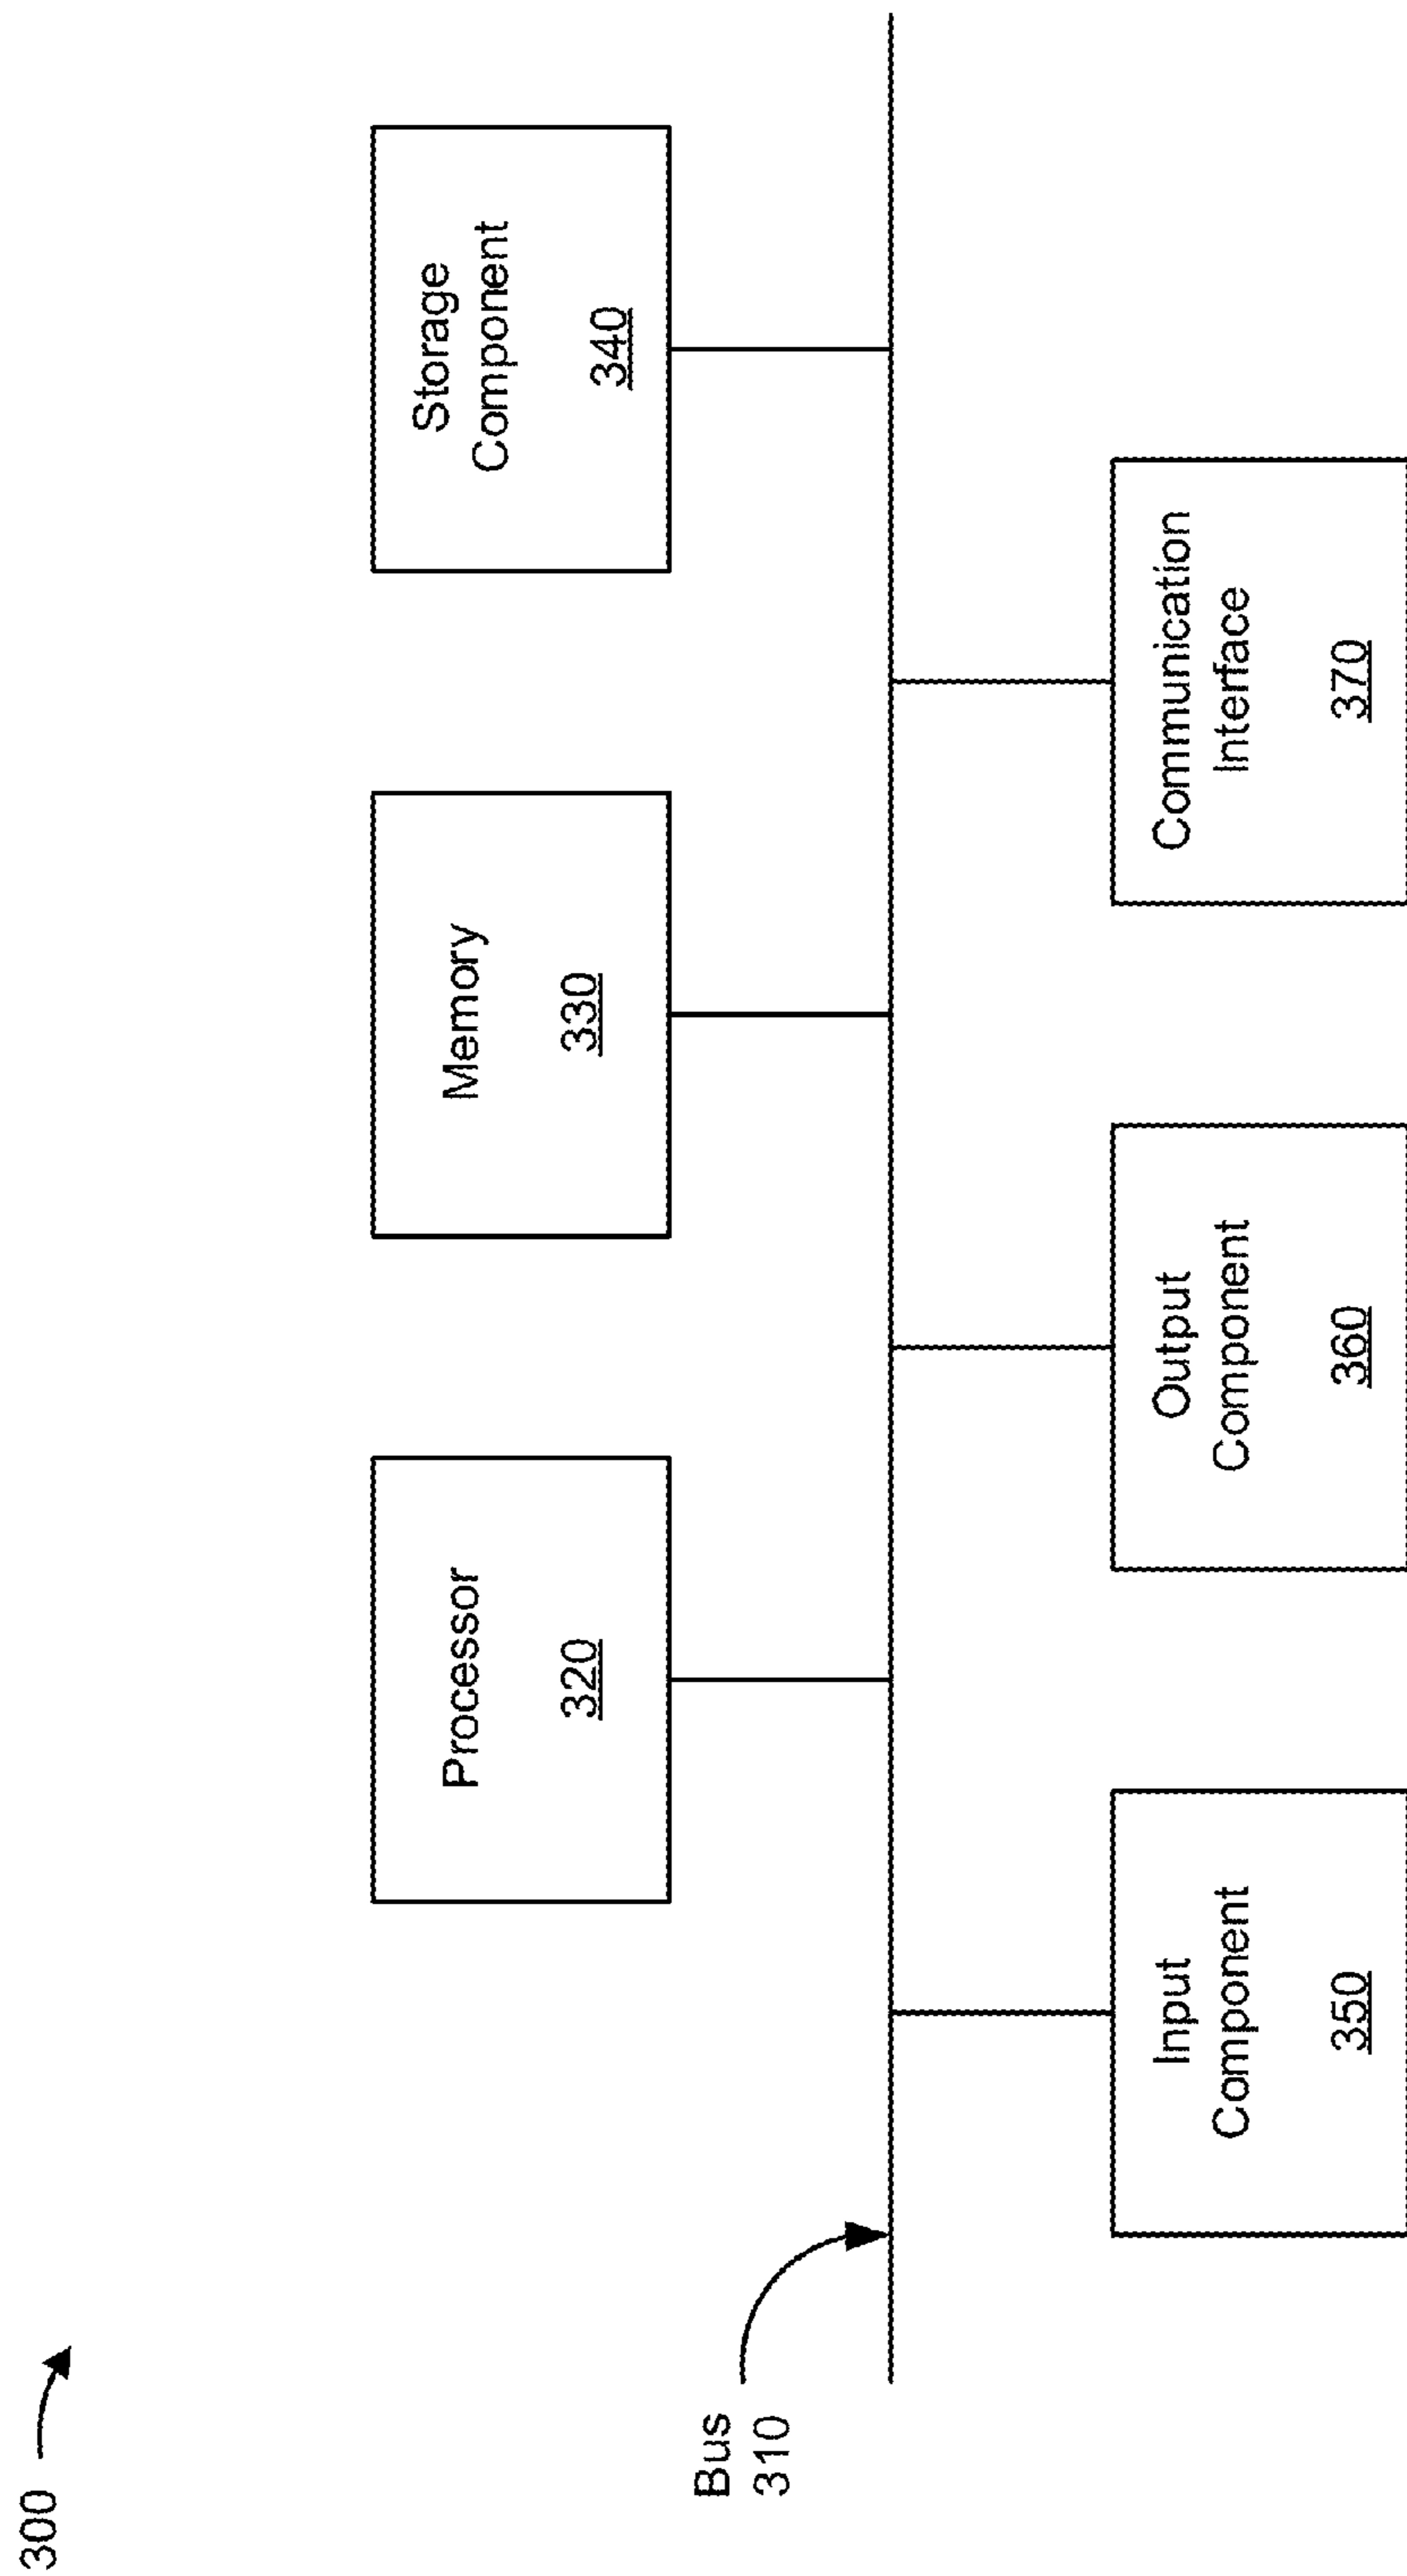 300
Processor
320
Memory
330
Storage
Component
340
Bus
310
Input
Component
350
Output
Component
360
Communication
Interface
370